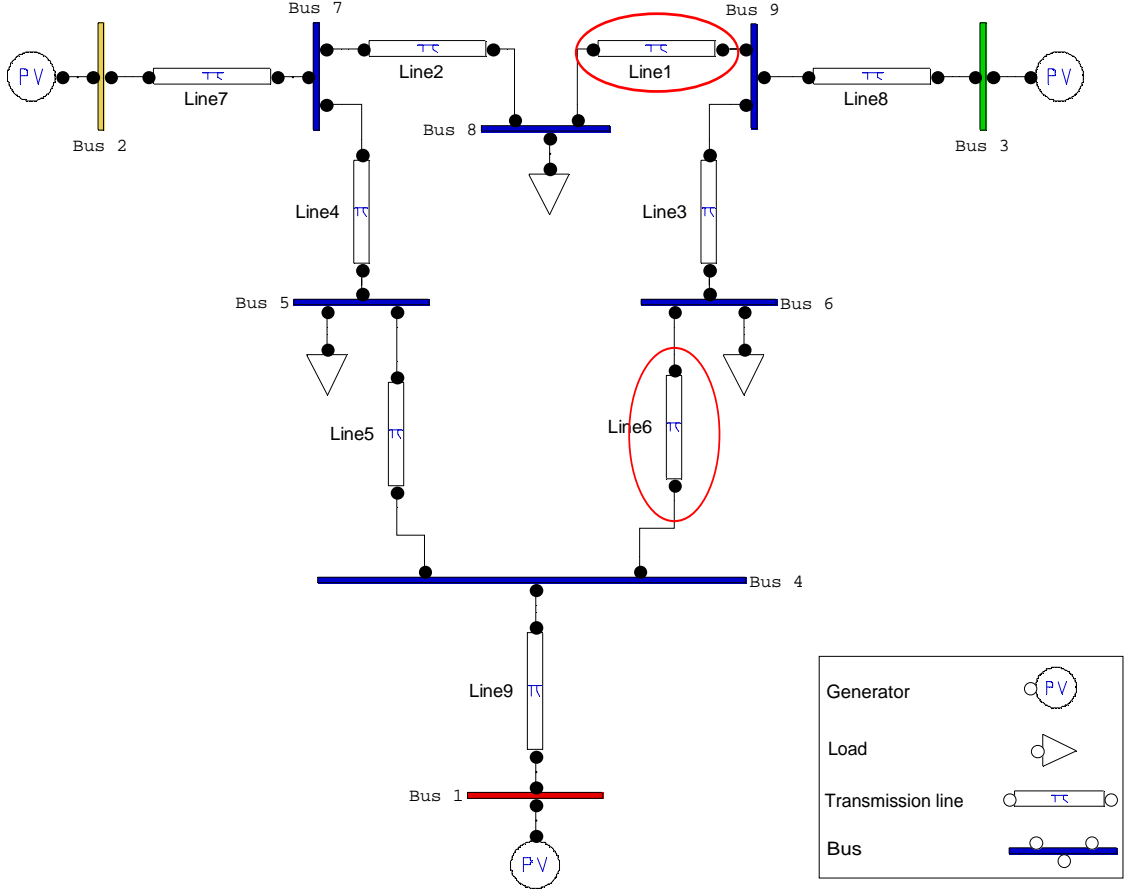 Bus 7
Bus 9
PV
π
Line7
π
Line2
π
Line1
π
Line8
PV
Bus 2
Bus 8
Bus 3
Line4
π
Line3
π
Bus 5
Bus 6
Line5
π
Line6
π
Bus 4
Line9
π
Bus 1
PV
Generator
PV
Load
Transmission line
π
Bus